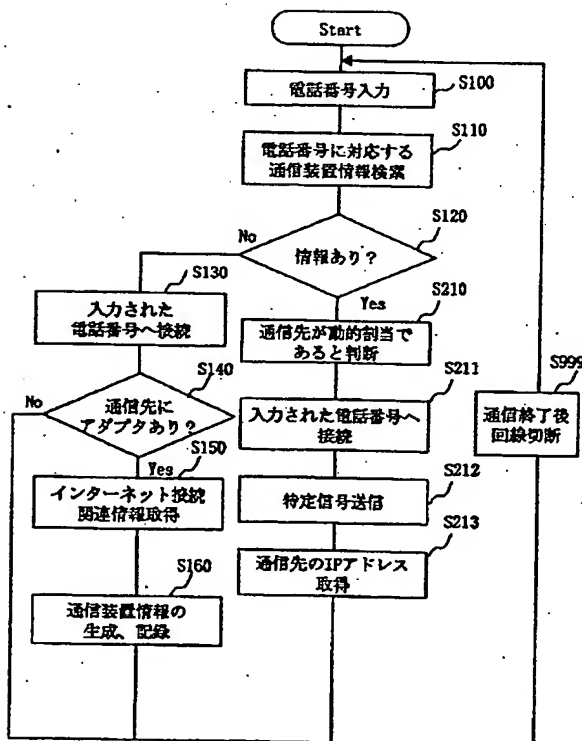 Start
電話番号入力
S100
電話番号に対応する
通信装置情報検索
S110
情報あり？
S120
No
Yes
入力された
電話番号へ接続
S130
通信先が動的割当で
あると判断
S210
通信先に
アダプタあり？
S140
No
Yes
入力された電話番号へ
接続
S211
通信終了後
回線切断
S999
インターネット接続
関連情報取得
S150
特定信号送信
S212
通信先のIPアドレス
取得
S213
通信装置情報の
生成、記録
S160